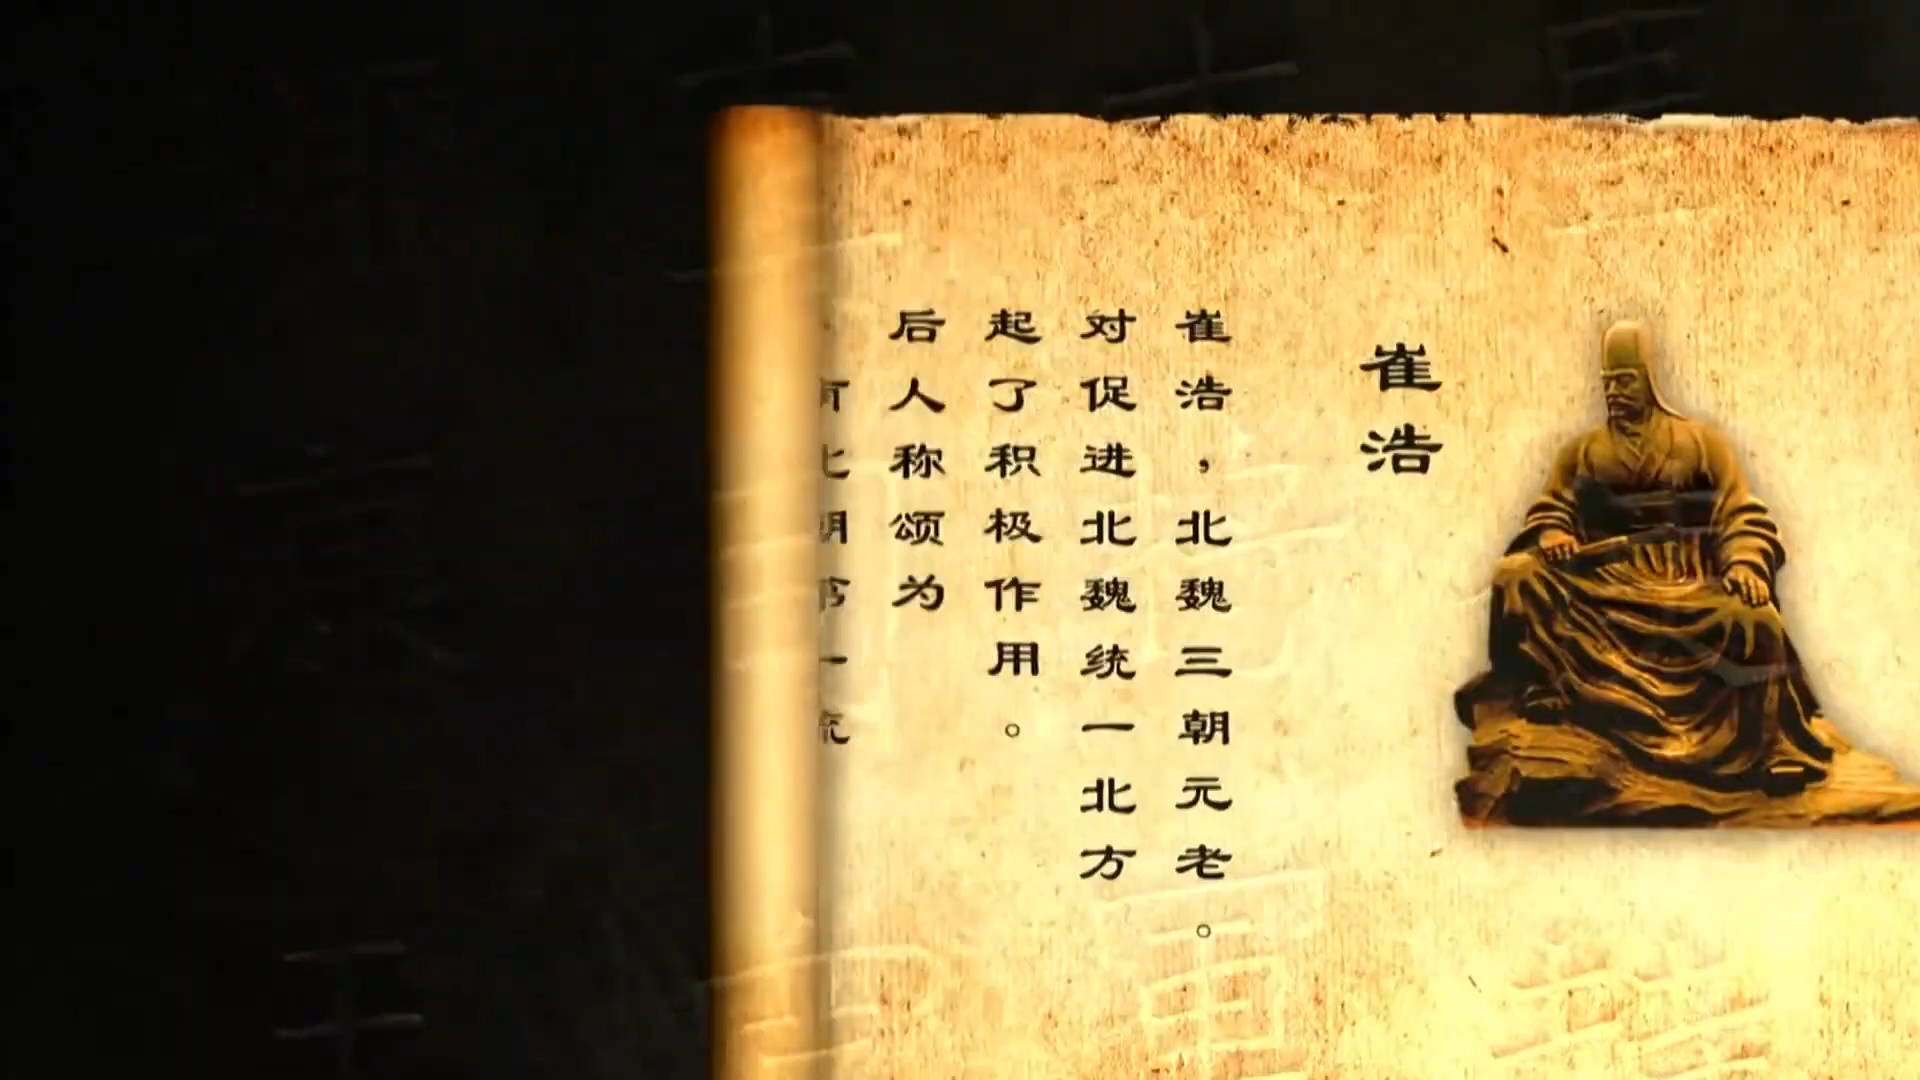 崔浩
崔浩，北魏三朝元老。
对促进北魏统一北方
起了积极作用。
后人称颂为